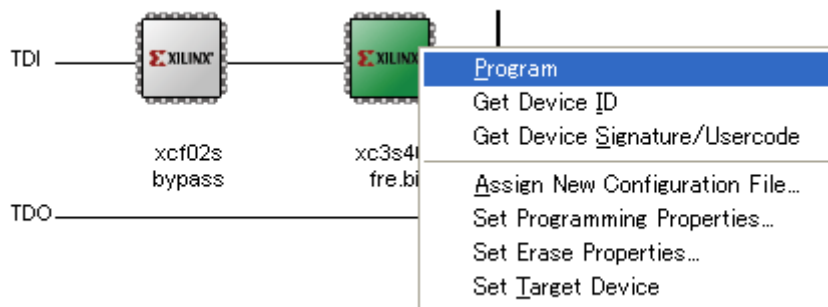 TDI
XILINX
XILINX
xcf02s
bypass
TDO
Program
Get Device ID
Get Device Signature/Usercode
Assign New Configuration File...
Set Programming Properties...
Set Erase Properties...
Set Target Device